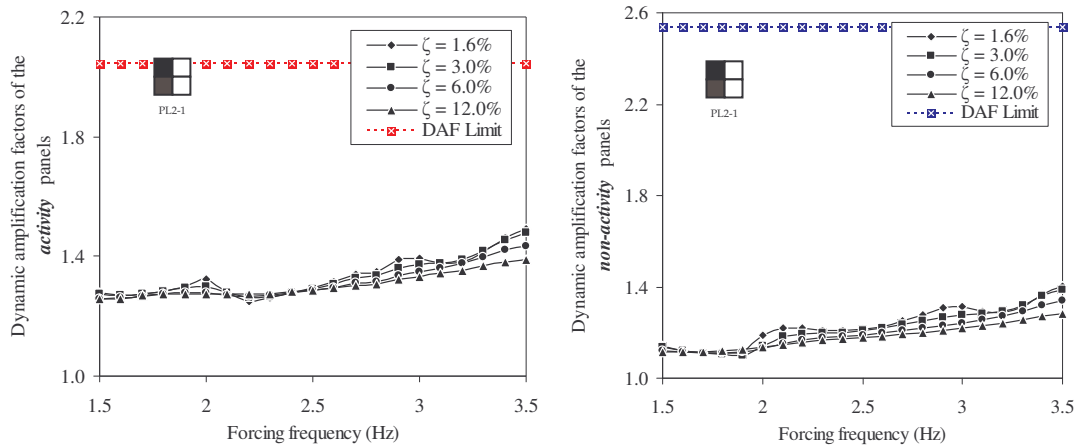 Dynamic amplification factors of the
activity panels
2.2
1.8
1.4
1.0
PL2-1
ζ = 1.6%
ζ = 3.0%
ζ = 6.0%
ζ = 12.0%
DAF Limit
1.5
2
2.5
3
3.5
Forcing frequency (Hz)
Dynamic amplification factors of the
non-activity panels
2.6
2.2
1.8
1.4
1.0
PL2-1
ζ = 1.6%
ζ = 3.0%
ζ = 6.0%
ζ = 12.0%
DAF Limit
1.5
2
2.5
3
3.5
Forcing frequency (Hz)